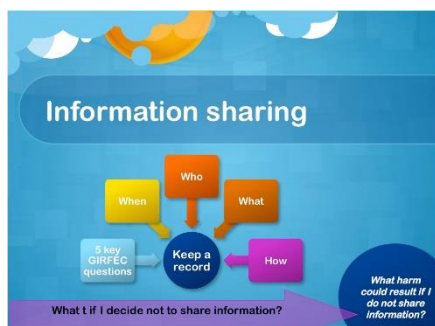 Information sharing
Who
When
What
5 key
GIRFEC
questions
Keep a
record
How
What t if I decide not to share information?
What harm
could result if I
do not share
information?